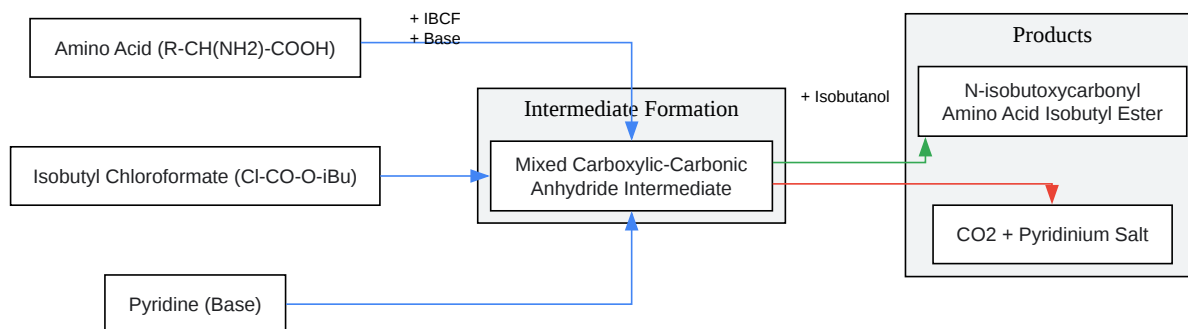 Amino Acid (R-CH(NH2)-COOH)
+ IBCF
+ Base
Products
Intermediate Formation
+ Isobutanol
N-isobutoxycarbonyl
Amino Acid Isobutyl Ester
Isobutyl Chloroformate (Cl-CO-O-iBu)
Mixed Carboxylic-Carbonic
Anhydride Intermediate
CO2 + Pyridinium Salt
Pyridine (Base)